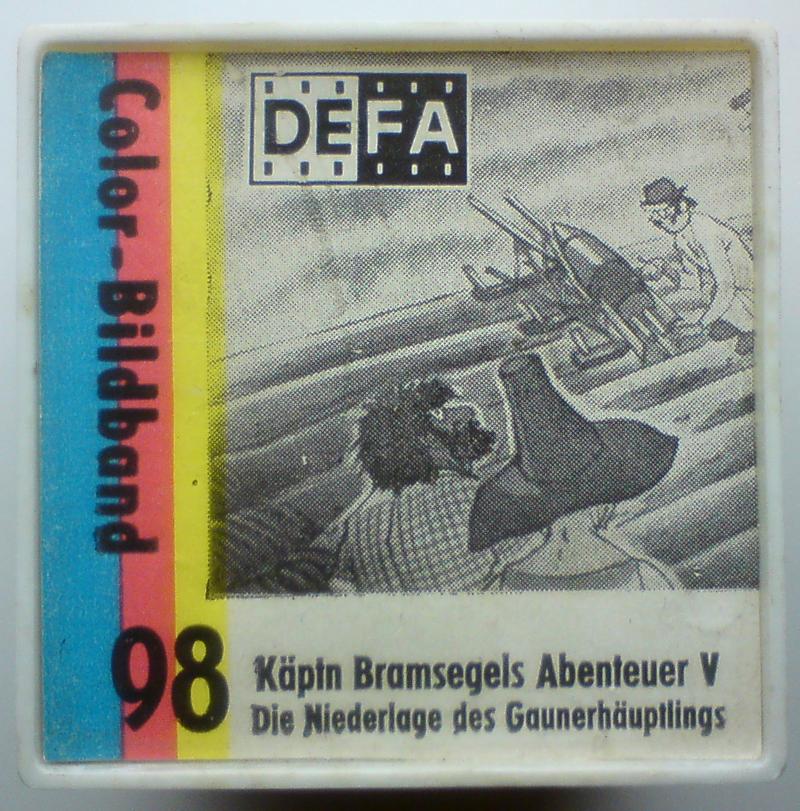 DEFA
Color-Bildband
98
Käptn Bramsegels Abenteuer V
Die Niederlage des Gaunerhäuptlings